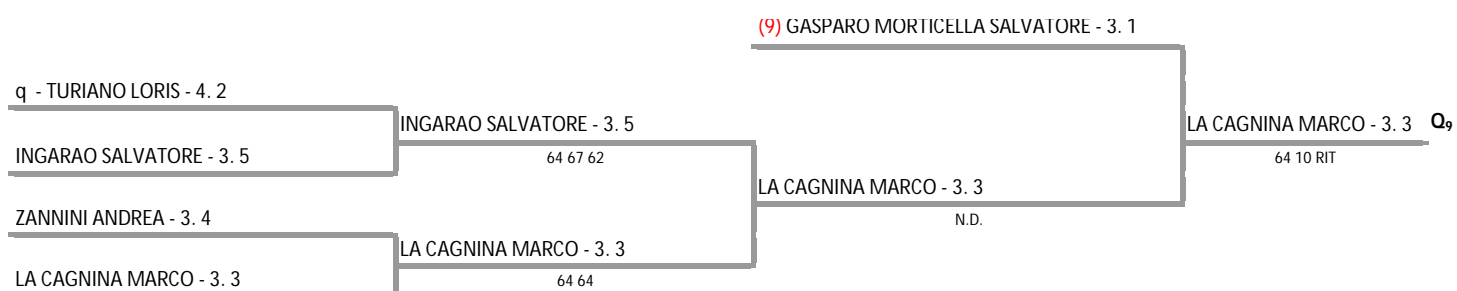 (9) GASPARO MORTICELLA SALVATORE - 3. 1
q - TURIANO LORIS - 4. 2
INGARAO SALVATORE - 3. 5
LA CAGNINA MARCO - 3. 3 Q9
INGARAO SALVATORE - 3. 5
64 67 62
64 10 RIT
LA CAGNINA MARCO - 3. 3
ZANNINI ANDREA - 3. 4
N.D.
LA CAGNINA MARCO - 3. 3
LA CAGNINA MARCO - 3. 3
64 64